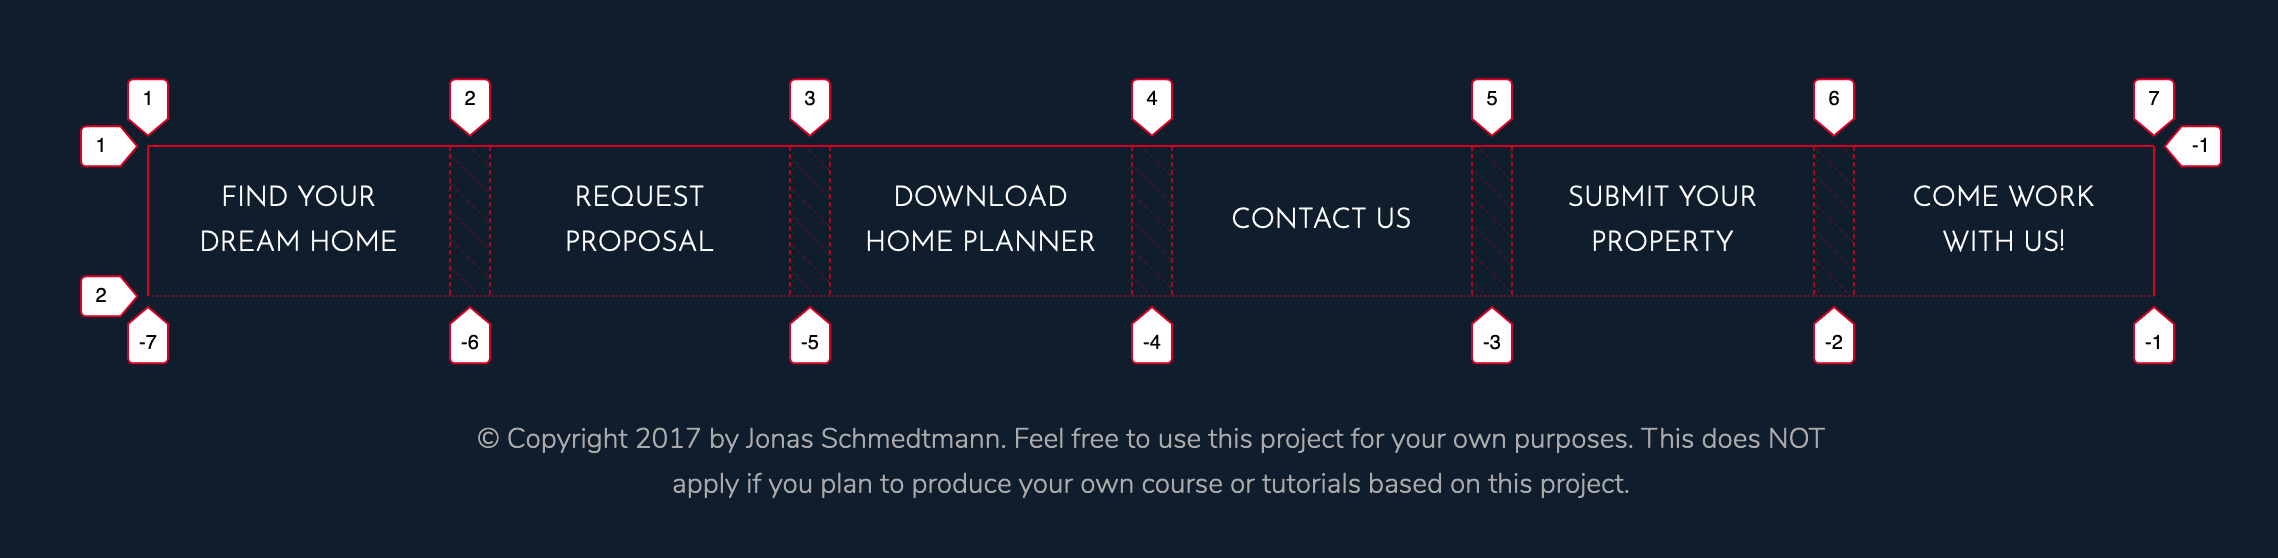 1 2 3 4 5 6 7
1 -1
FIND YOUR
DREAM HOME
REQUEST
PROPOSAL
DOWNLOAD
HOME PLANNER
CONTACT US
SUBMIT YOUR
PROPERTY
COME WORK
WITH US!
2
-7 -6 -5 -4 -3 -2 -1
© Copyright 2017 by Jonas Schmedtmann. Feel free to use this project for your own purposes. This does NOT
apply if you plan to produce your own course or tutorials based on this project.